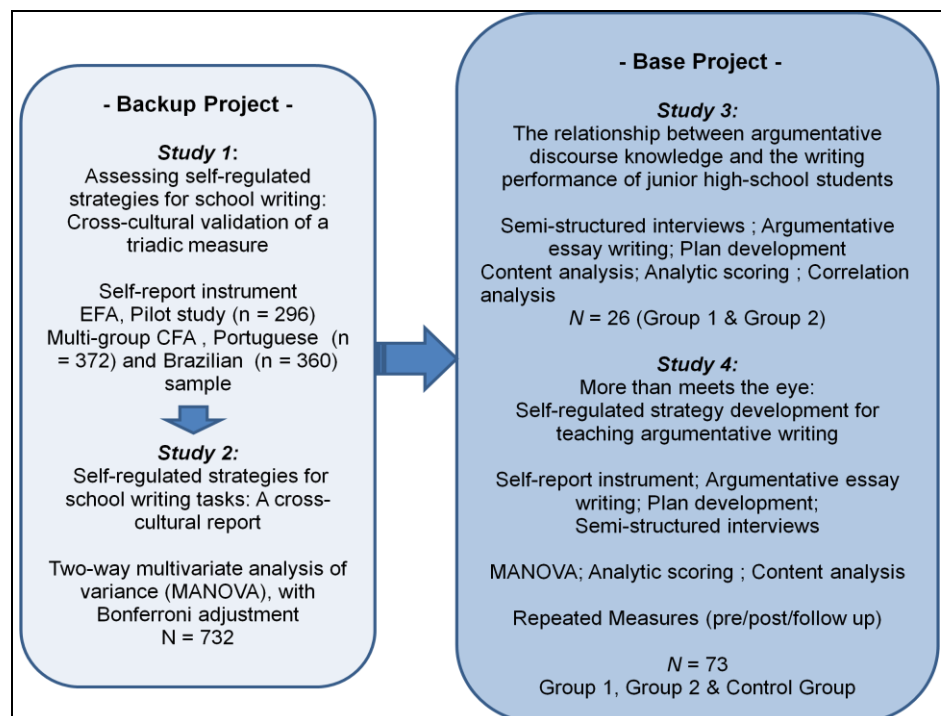 - Backup Project -
Study 1:
Assessing self-regulated
strategies for school writing:
Cross-cultural validation of a
triadic measure
Self-report instrument
EFA, Pilot study (n = 296)
Multi-group CFA , Portuguese (n
= 372) and Brazilian (n = 360)
sample
Study 2:
Self-regulated strategies for
school writing tasks: A cross-
cultural report
Two-way multivariate analysis of
variance (MANOVA), with
Bonferroni adjustment
N = 732
- Base Project -
Study 3:
The relationship between argumentative
discourse knowledge and the writing
performance of junior high-school students
Semi-structured interviews ; Argumentative
essay writing; Plan development
Content analysis; Analytic scoring ; Correlation
analysis
N = 26 (Group 1 & Group 2)
Study 4:
More than meets the eye:
Self-regulated strategy development for
teaching argumentative writing
Self-report instrument; Argumentative essay
writing; Plan development;
Semi-structured interviews
MANOVA; Analytic scoring ; Content analysis
Repeated Measures (pre/post/follow up)
N = 73
Group 1, Group 2 & Control Group